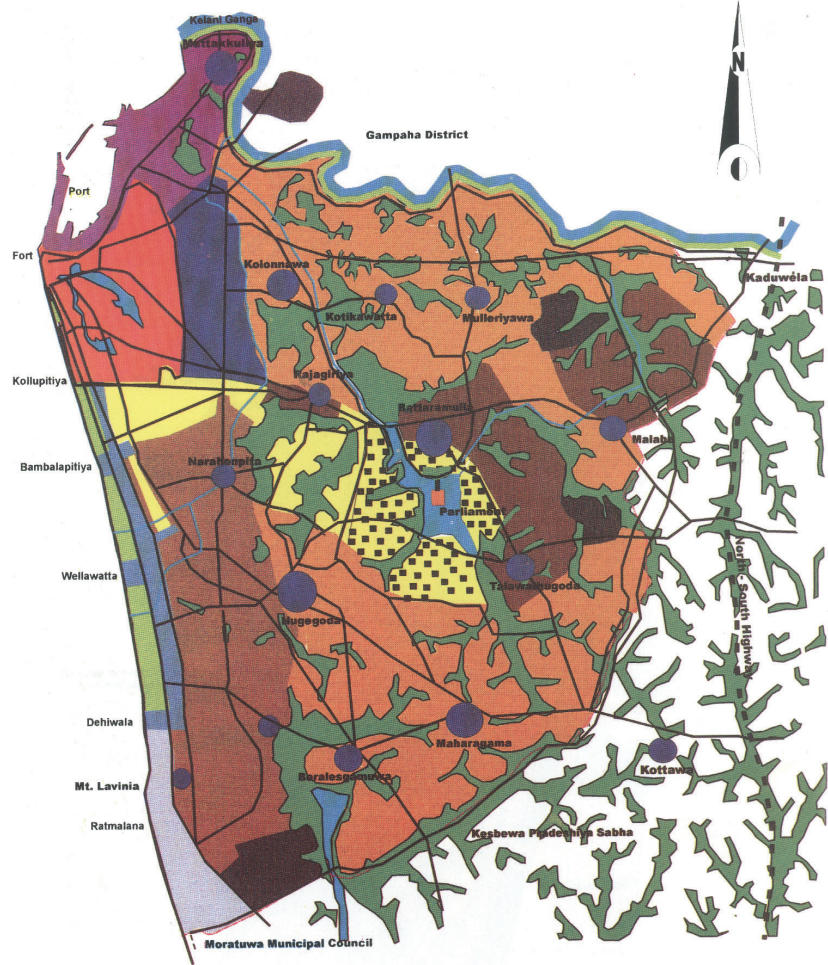 Kelani Ganga
Mattakkuliya
N
Gampaha District
Port
Fort
Kolonnawa
Kaduwela
Kotikawatta
Mulleriyawa
Kollupitiya
Rajagiriya
Battaramulla
Malabe
Bambalapitiya
Narahenpita
Parliament
North - South Highway
Wellawatta
Talawathugoda
Nugegoda
Dehiwala
Maharagama
Boralesgamuwa
Kottawa
Mt. Lavinia
Ratmalana
Kesbewa Pradeshiya Sabha
Moratuwa Municipal Council